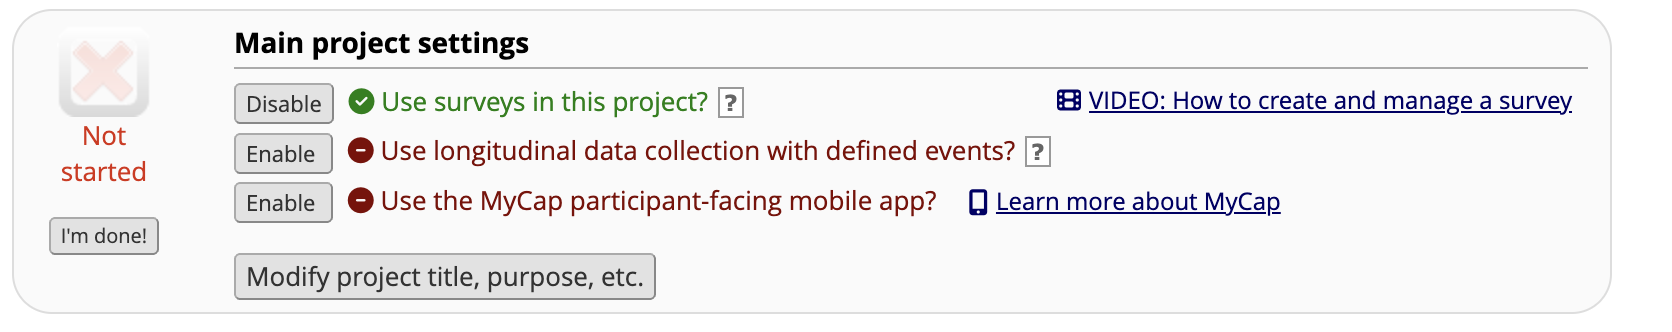 Main project settings
Disable Use surveys in this project? ? VIDEO: How to create and manage a survey
Not started
Enable Use longitudinal data collection with defined events? ?
Enable Use the MyCap participant-facing mobile app? Learn more about MyCap
I'm done!
Modify project title, purpose, etc.